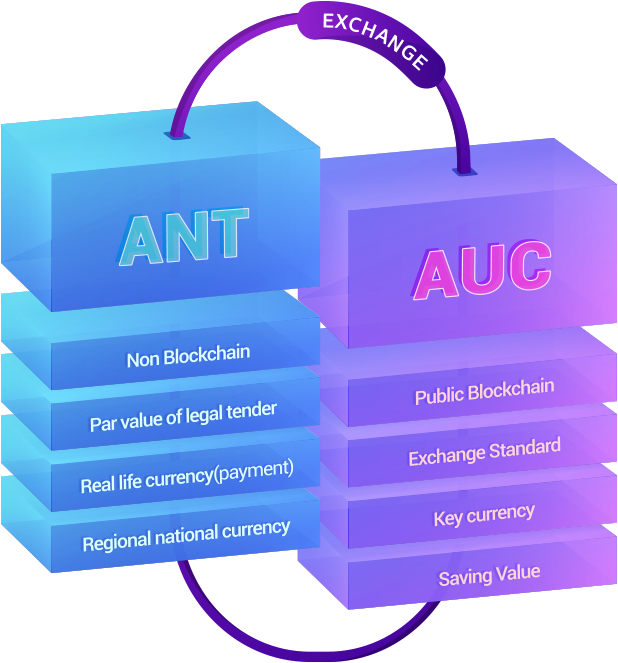 EXCHANGE
ANT
Non Blockchain
Par value of legal tender
Real life currency(payment)
Regional national currency
AUC
Public Blockchain
Exchange Standard
Key currency
Saving Value